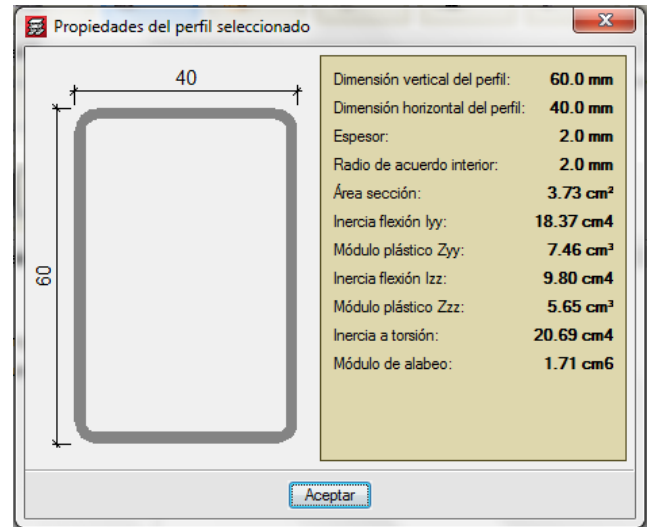 Propiedades del perfil seleccionado
40
60
Dimensión vertical del perfil: 60.0 mm
Dimensión horizontal del perfil: 40.0 mm
Espesor: 2.0 mm
Radio de acuerdo interior: 2.0 mm
Área sección: 3.73 cm²
Inercia flexión Iyy: 18.37 cm4
Módulo plástico Zyy: 7.46 cm³
Inercia flexión Izz: 9.80 cm4
Módulo plástico Zzz: 5.65 cm³
Inercia a torsión: 20.69 cm4
Módulo de alabeo: 1.71 cm6
Aceptar